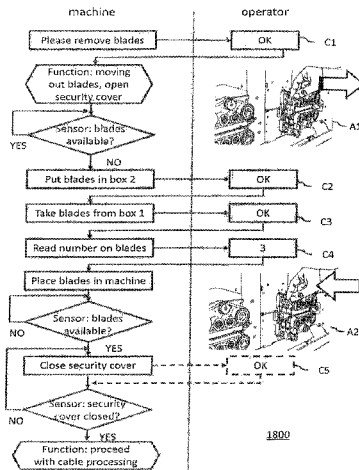 machine
operator
Please remove blades
OK
C1
Function: moving
out blades, open
security cover
A1
Sensor: blades
available?
YES
NO
Put blades in box 2
OK
C2
Take blades from box 1
OK
C3
Read number on blades
3
C4
Place blades in machine
Sensor: blades
available?
NO
A2
YES
Close security cover
OK
C5
Sensor: security
cover closed?
NO
1800
YES
Function: proceed
with cable processing